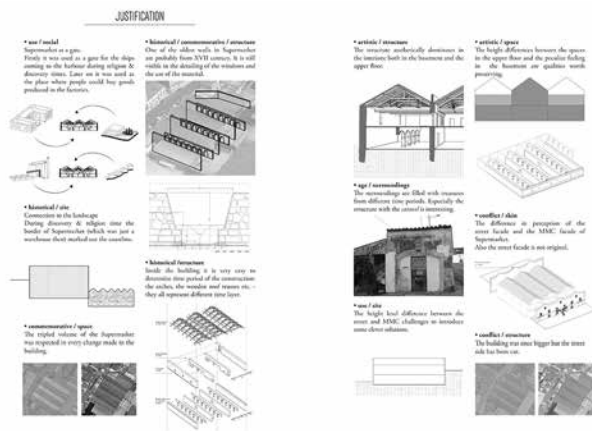 JUSTIFICATION
• use / social
Supermarket as a gate.
Firstly it was used as a gate for the ships
coming to the harbour during religion &
discovery times. Later on it was used as
the place where people could buy goods
produced in the factories.
• historical / site
Connection to the landscape
During discovery & religion time the
border of Supermarket (which was just a
warehouse then) marked out the coastline.
• commemorative / space
The tripled volume of the Supermarket
was respected in every change made to the
building.
• historical / commemorative / structure
One of the oldest walls in Supermarket
are probably from XVII century. It is still
visible in the detailing of the windows and
the use of the material.
• historical /structure
Inside the building it is very easy to
determine time period of the construction:
the arches, the wooden roof trusses etc. -
they all represent different time layer.
• artistic / structure
The structure aesthetically dominates in
the interiors both in the basement and the
upper floor.
• age / surroundings
The surroundings are filled with treasures
from different time periods. Especially the
structure with the is interesting.
• use / site
The height level difference between the
street and MMC challenges to introduce
some clever solutions.
• artistic / space
The height differences between the spaces
in the upper floor and the peculiar feeling
in the basement are qualities worth
preserving.
• conflict / skin
The difference in perception of the
street facade and the MMC facade of
Supermarket.
Also the street facade is not original.
• conflict / structure
The building was once bigger but the street
side has been cut.